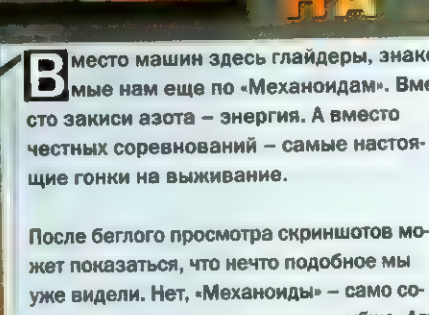 Вместо машин здесь глайдеры, знако-
мые нам еще по «Механоидам». Вме-
сто закиси азота – энергия. А вместо
честных соревнований – самые настоя-
щие гонки на выживание.
После беглого просмотра скриншотов мо-
жет показаться, что нечто подобное мы
уже видели. Нет, «Механоиды» – само со-